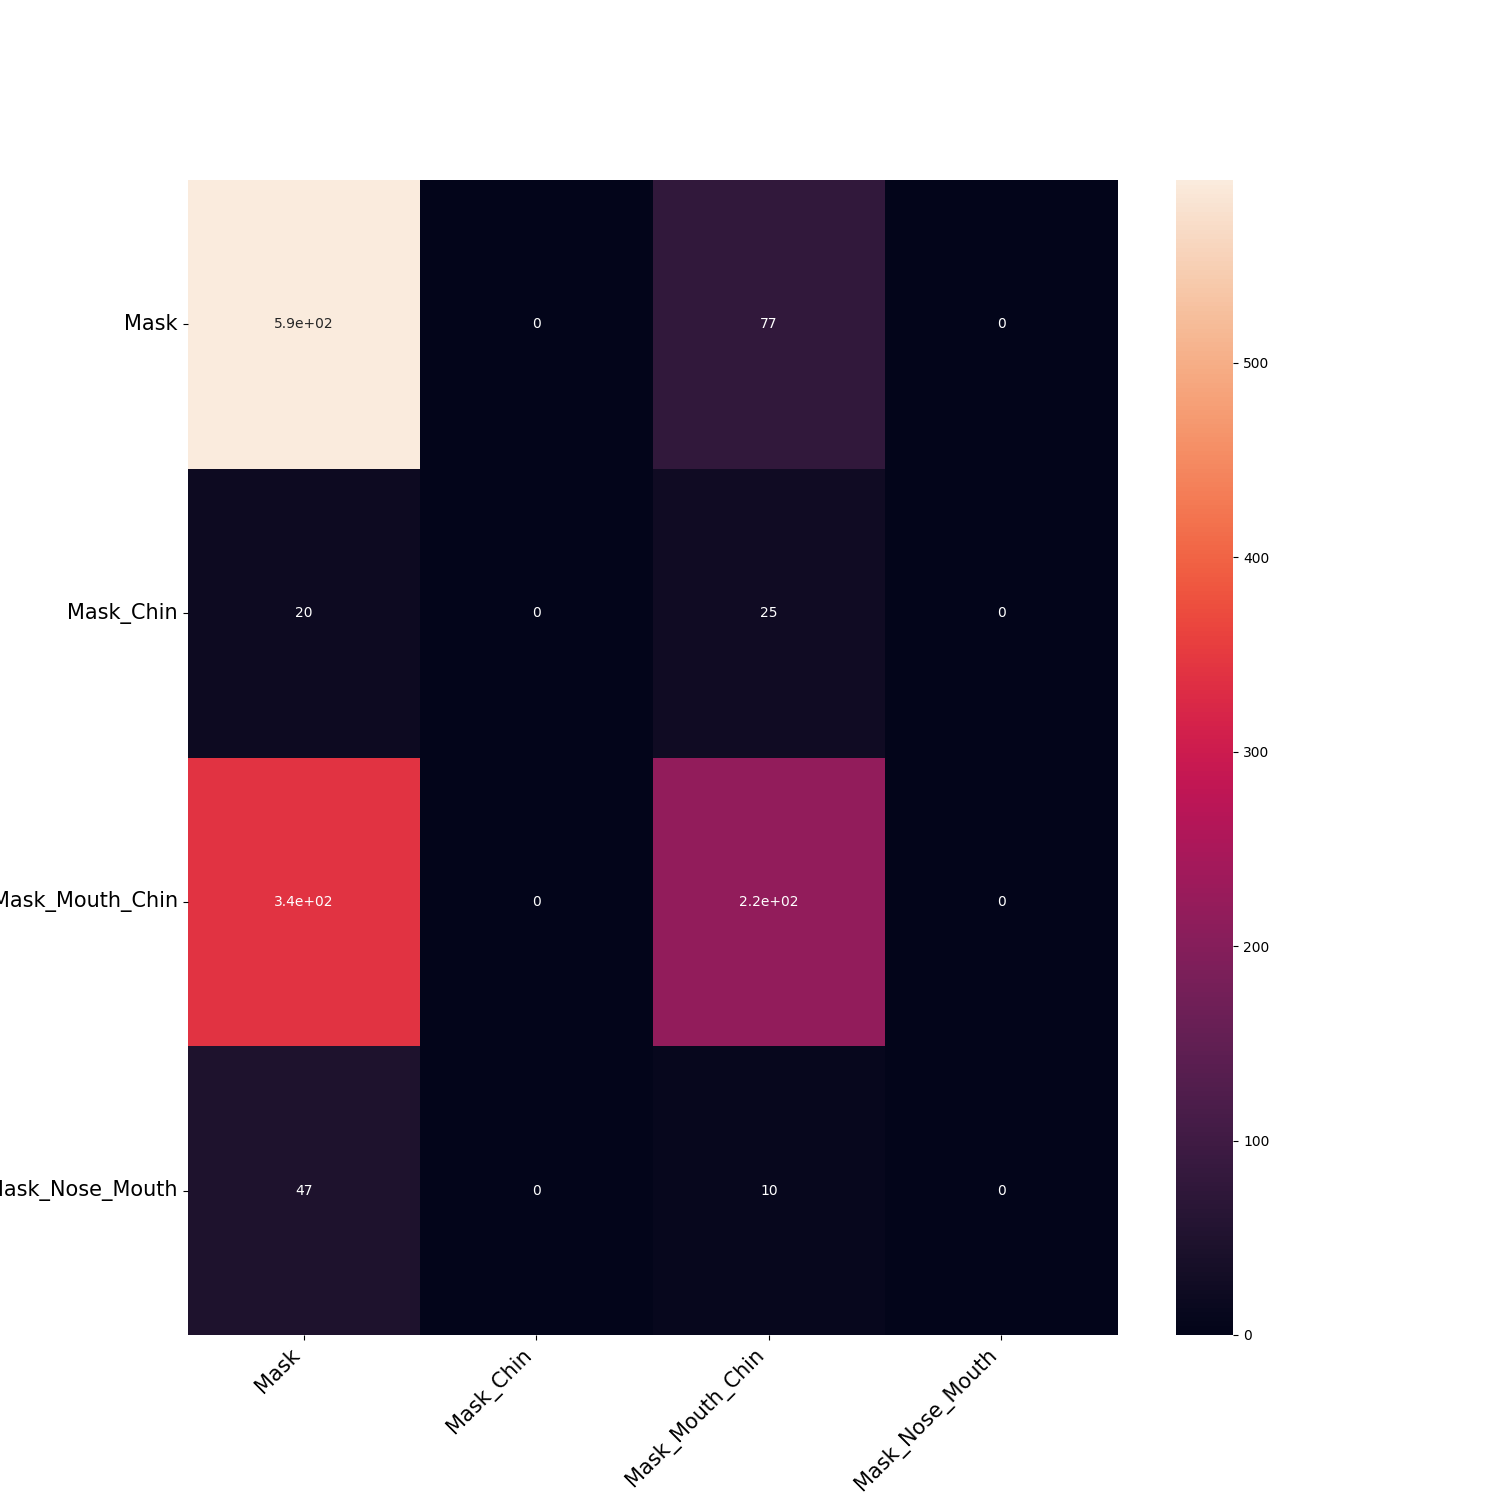 Mask 5.9e+02 0 77 0
Mask_Chin 20 0 25 0
Mask_Mouth_Chin 3.4e+02 0 2.2e+02 0
ask_Nose_Mouth 47 0 10 0
Mask Mask_Chin Mask_Mouth_Chin Mask_Nose_Mouth
500
400
300
200
100
0